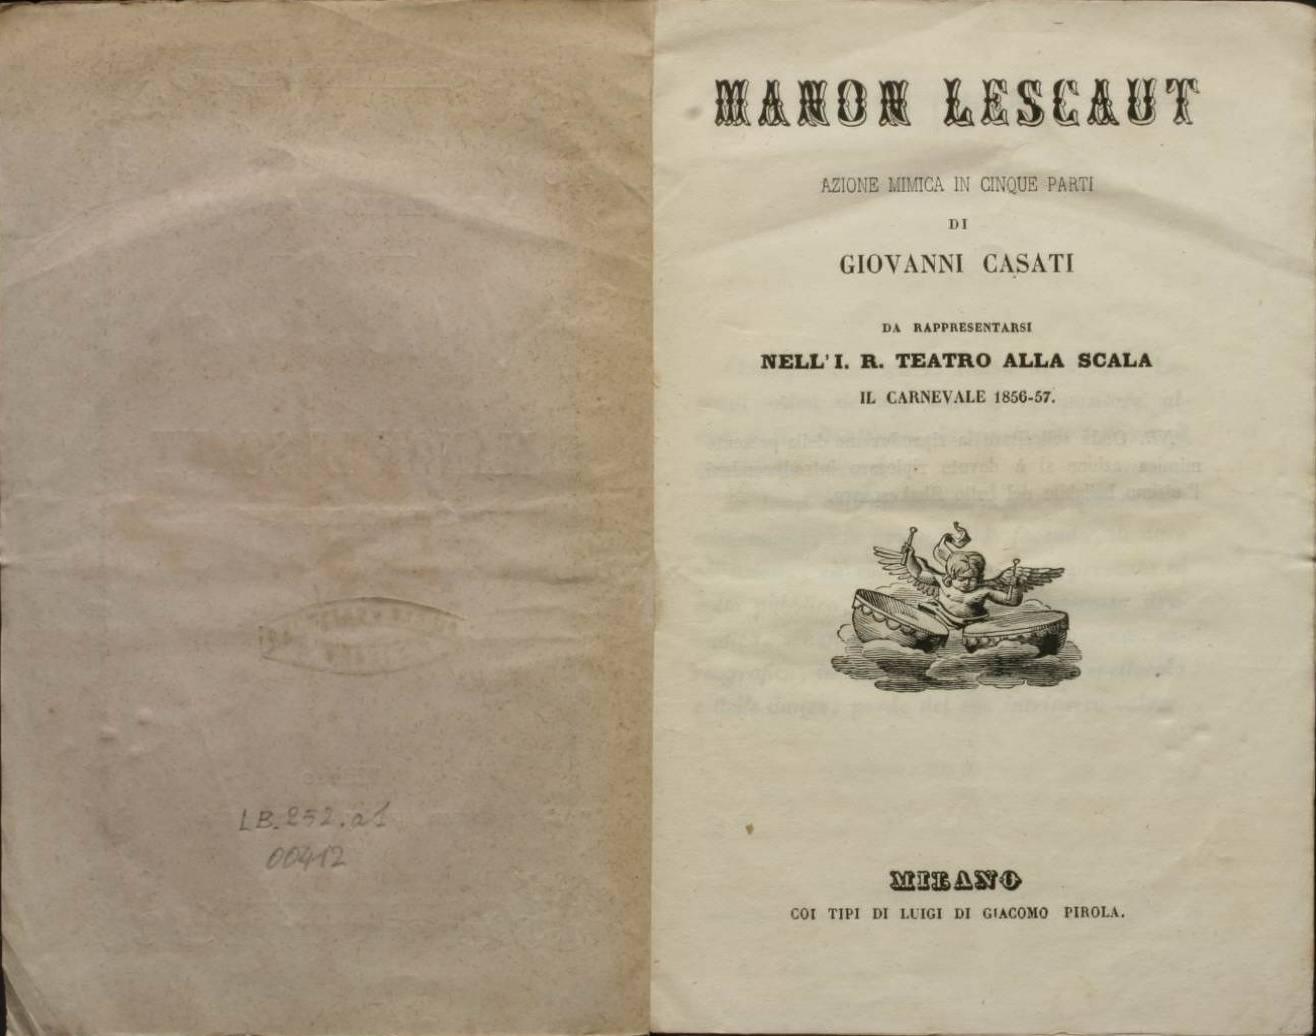 LB.252.a1
00412
MANON LESCAUT
AZIONE MIMICA IN CINQUE PARTI
DI
GIOVANNI CASATI
DA RAPPRESENTARSI
NELL' I. R. TEATRO ALLA SCALA
IL CARNEVALE 1856-57.
MILANO
COI TIPI DI LUIGI DI GIACOMO PIROLA.